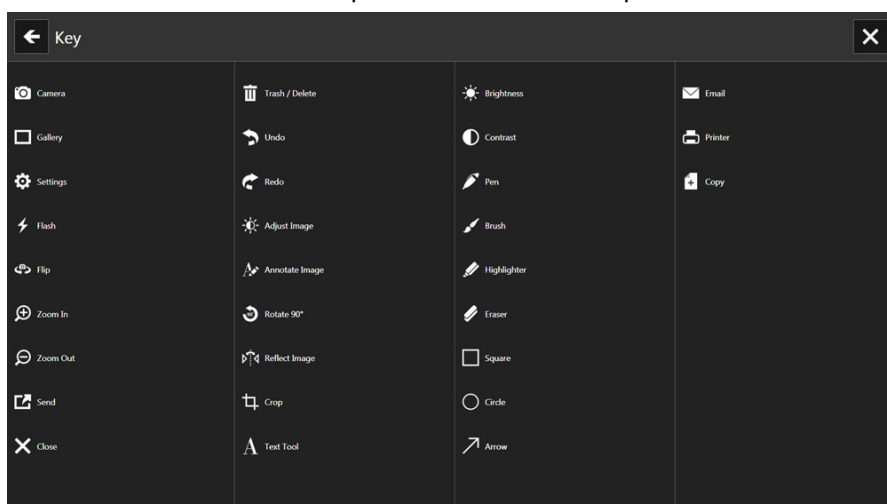 Key
Camera
Gallery
Settings
Flash
Flip
Zoom In
Zoom Out
Send
Close
Trash / Delete
Undo
Redo
Adjust Image
Annotate Image
Rotate 90°
Reflect Image
Crop
Text Tool
Brightness
Contrast
Pen
Brush
Highlighter
Eraser
Square
Circle
Arrow
Email
Printer
Copy